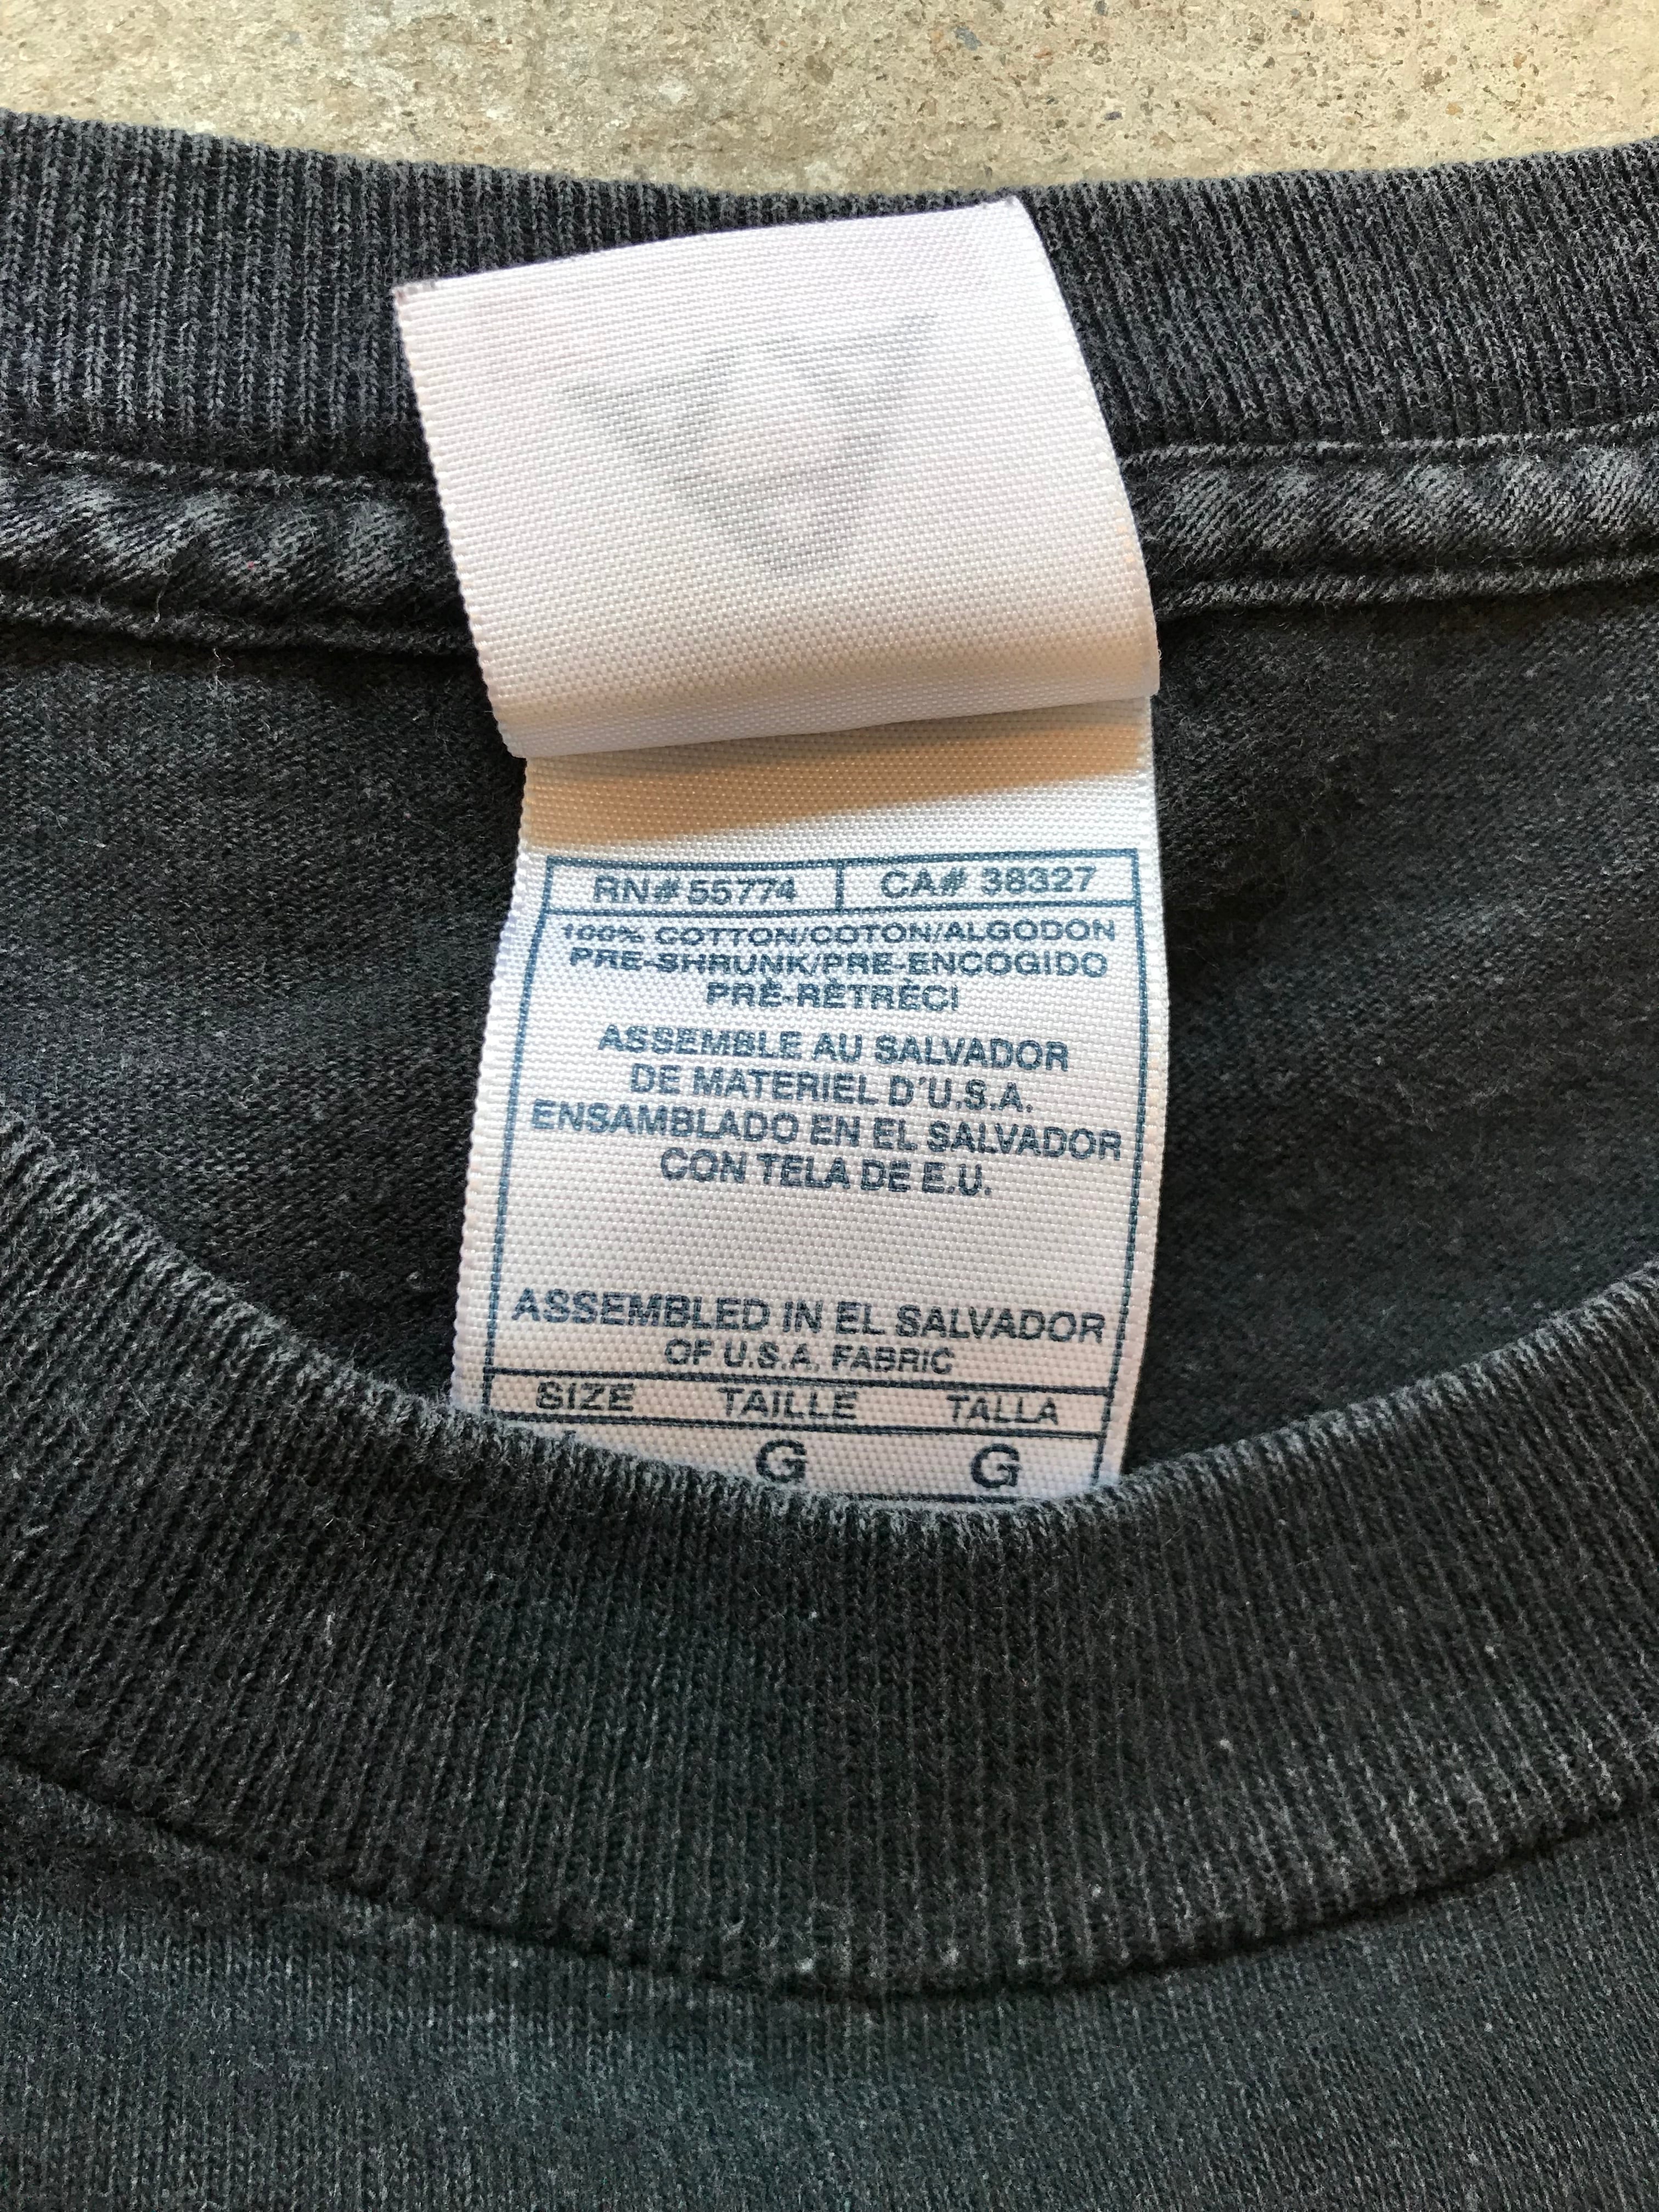 RN# 55774 CA# 38327
100% COTTON/COTON/ALGODON
PRE-SHRUNK/PRE-ENCOGIDO
PRÉ-RÉTRÉCI
ASSEMBLE AU SALVADOR
DE MATERIEL D'U.S.A.
ENSAMBLADO EN EL SALVADOR
CON TELA DE E.U.
ASSEMBLED IN EL SALVADOR
OF U.S.A. FABRIC
SIZE TAILLE TALLA
G G